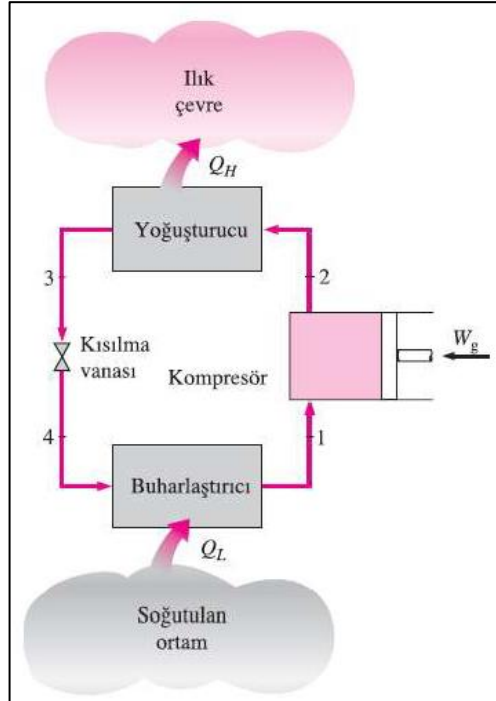 Ilık
çevre
Q_H
Yoğuşturucu
3
2
Kısılma
vanası
Kompresör
W_g
4
1
Buharlaştırıcı
Q_L
Soğutulan
ortam